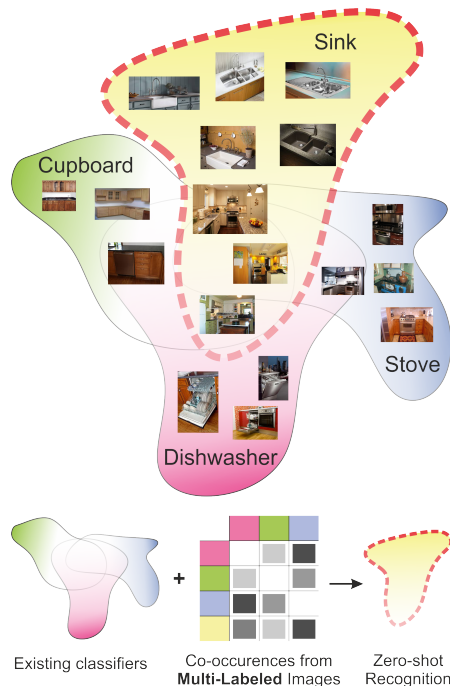 Sink
Cupboard
Stove
Dishwasher
+
Existing classifiers
Co-occurences from
Multi-Labeled Images
Zero-shot
Recognition